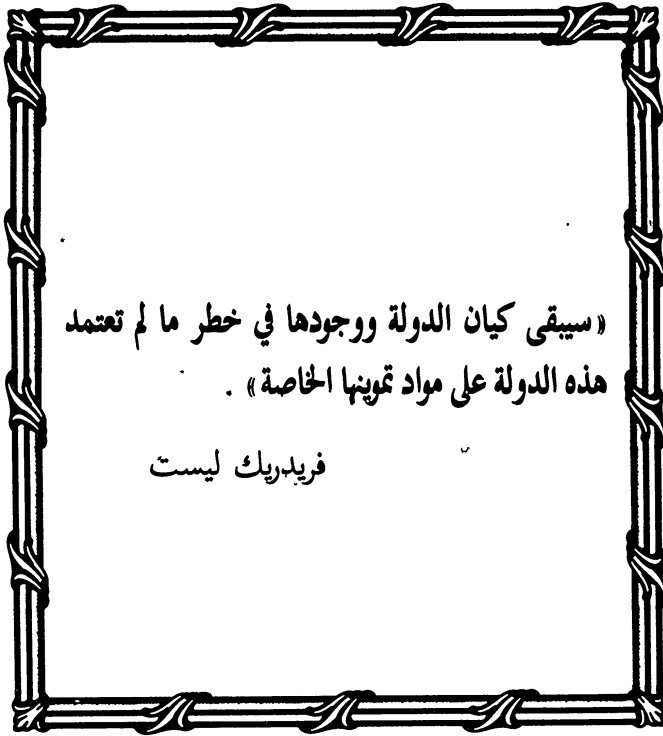 «سيبقى كيان الدولة ووجودها في خطر ما لم تعتمد
هذه الدولة على مواد تموينها الخاصة» .
فريدريك ليست